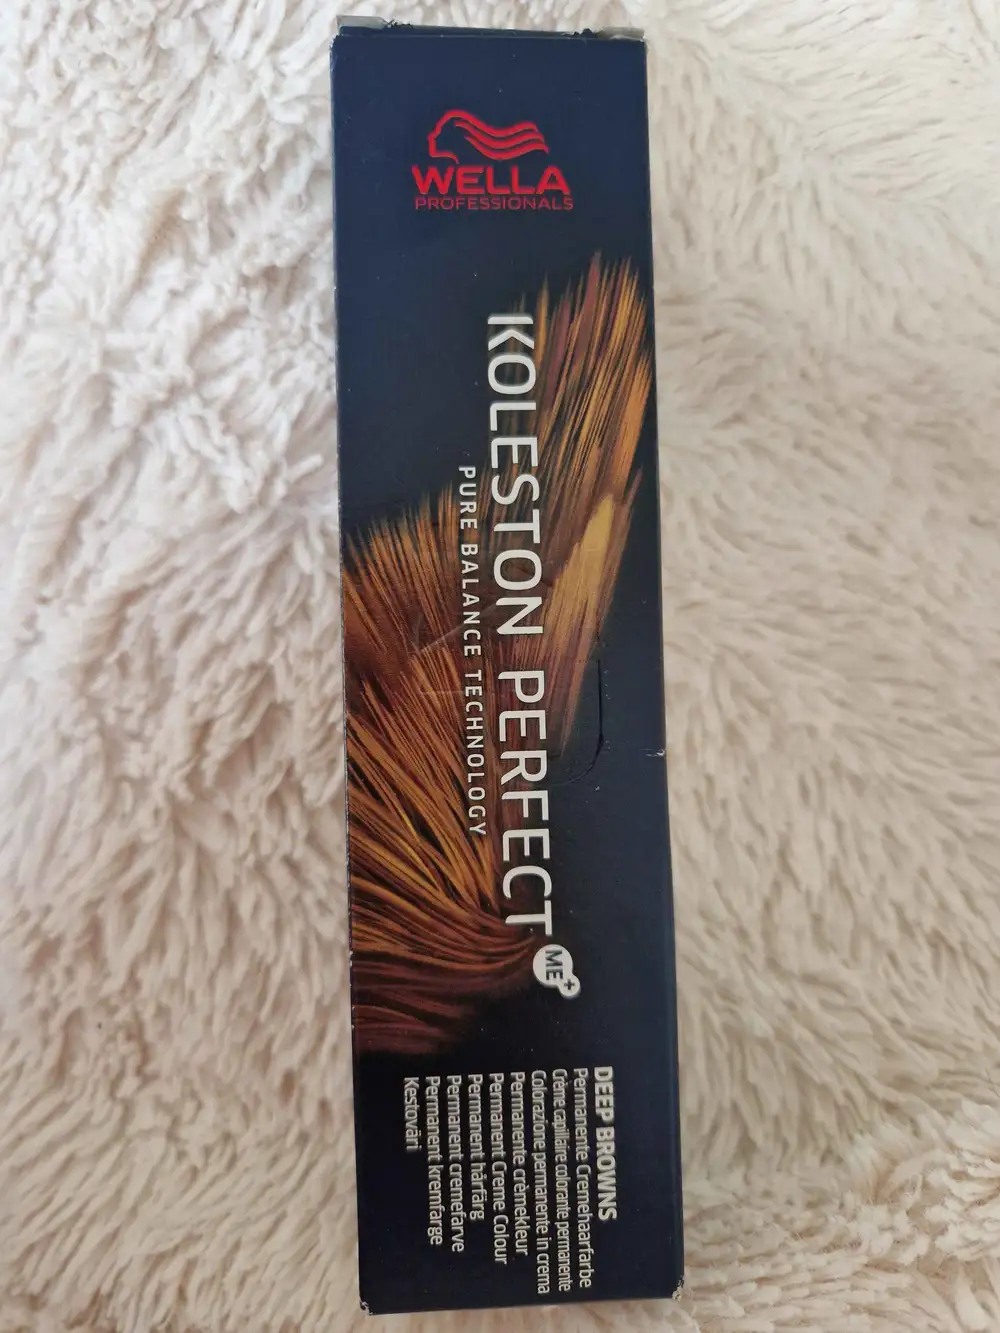 WELLA
PROFESSIONALS
KOLESTON PERFECT
ME+
PURE BALANCE TECHNOLOGY
DEEP BROWNS
Permanente Cremehaarfarbe
Crème capillaire colorante permanente
Colorazione permanente in crema
Permanente crèmekleur
Permanent Creme Colour
Permanent hårfärg
Permanent cremefarve
Permanent kremfarge
Kestoväri